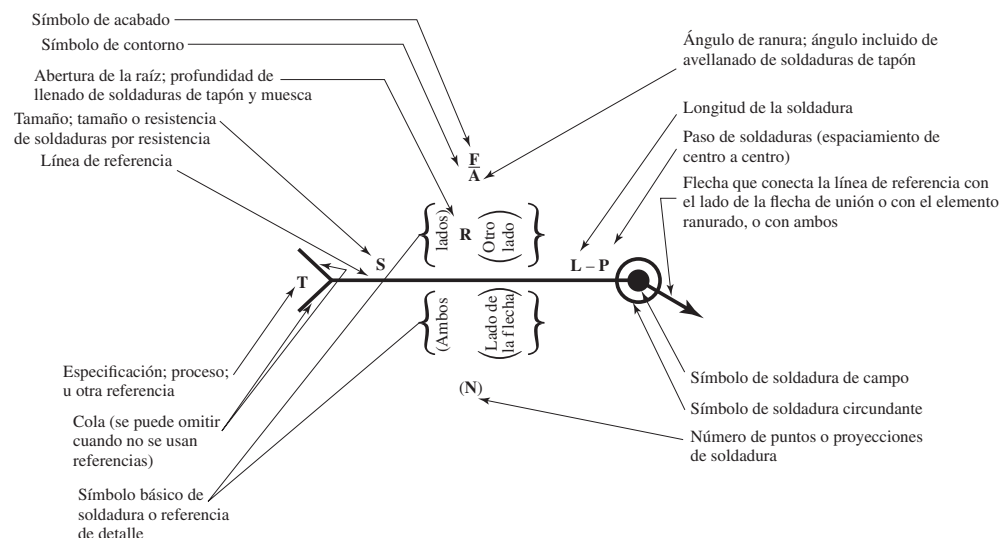 Símbolo de acabado
Símbolo de contorno
Abertura de la raíz; profundidad de
llenado de soldaduras de tapón y muesca
Tamaño; tamaño o resistencia
de soldaduras por resistencia
Línea de referencia
Ángulo de ranura; ángulo incluido de
avellanado de soldaduras de tapón
Longitud de la soldadura
Paso de soldaduras (espaciamiento de
centro a centro)
Flecha que conecta la línea de referencia con
el lado de la flecha de unión o con el elemento
ranurado, o con ambos
F
A
lados)
R
Otro
lado
S
L – P
T
(Ambos
Lado de
la flecha
(N)
Especificación; proceso;
u otra referencia
Cola (se puede omitir
cuando no se usan
referencias)
Símbolo básico de
soldadura o referencia
de detalle
Símbolo de soldadura de campo
Símbolo de soldadura circundante
Número de puntos o proyecciones
de soldadura